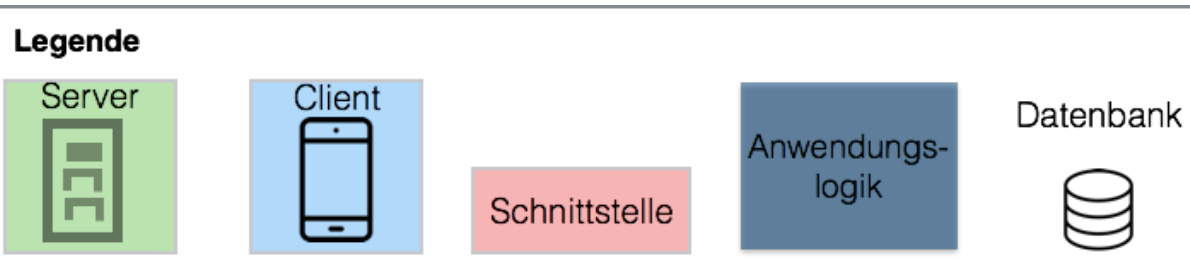 Legende
Server
Client
Schnittstelle
Anwendungs-
logik
Datenbank